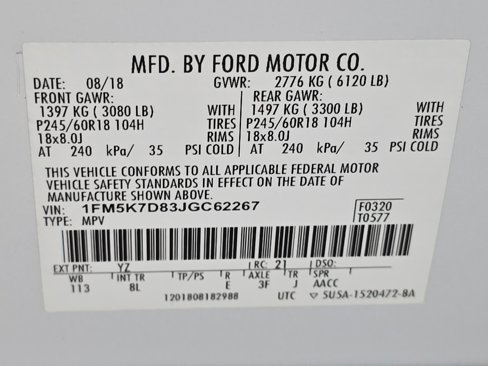 MFD. BY FORD MOTOR CO.
DATE: 08/18 GVWR: 2776 KG ( 6120 LB)
FRONT GAWR: REAR GAWR:
1397 KG ( 3080 LB) WITH 1497 KG ( 3300 LB) WITH
P245/60R18 104H TIRES P245/60R18 104H TIRES
18x8.0J RIMS 18x8.0J RIMS
AT 240 kPa/ 35 PSI COLD AT 240 kPa/ 35 PSI COLD
THIS VEHICLE CONFORMS TO ALL APPLICABLE FEDERAL MOTOR
VEHICLE SAFETY STANDARDS IN EFFECT ON THE DATE OF
MANUFACTURE SHOWN ABOVE.
VIN: 1FM5K7D83JGC62267 F0320
TYPE: MPV T0577
EXT PNT: YZ RC: 21 DSO:
WB INT TR TP/PS R AXLE TR SPR
113 8L E 3F J AACC
1201808182988 UTC ▽ 5U5A-1520472-BA